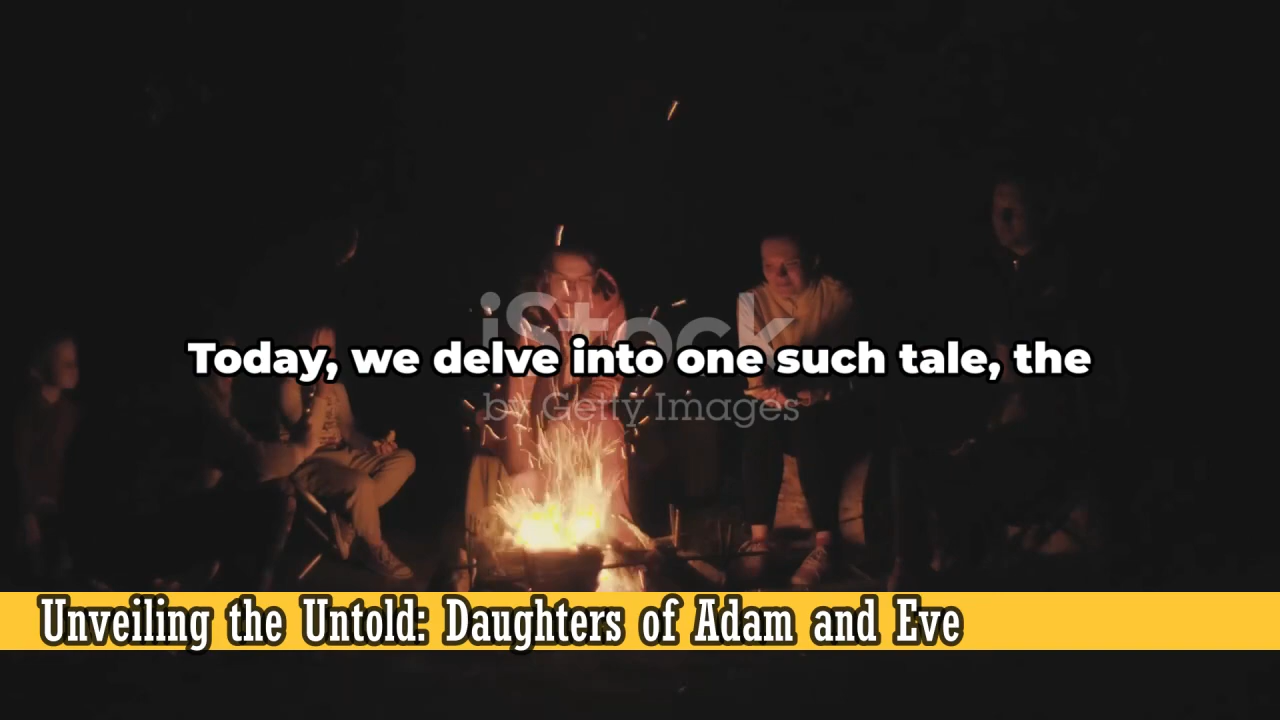 iStock
Today, we delve into one such tale, the
by Getty Images
Unveiling the Untold: Daughters of Adam and Eve